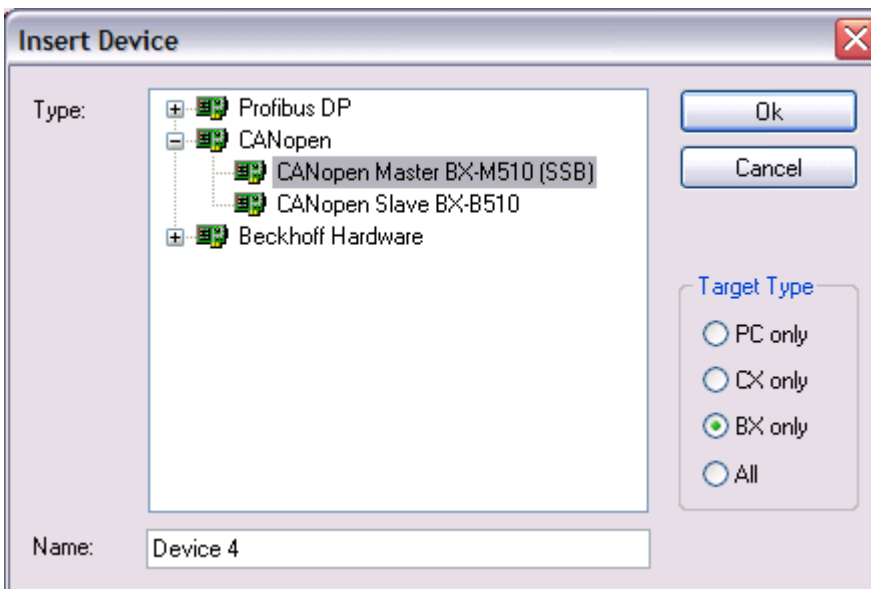 Insert Device
Type:
Profibus DP
CANopen
CANopen Master BX-M510 (SSB)
CANopen Slave BX-B510
Beckhoff Hardware
Ok
Cancel
Target Type
PC only
CX only
BX only
All
Name:
Device 4